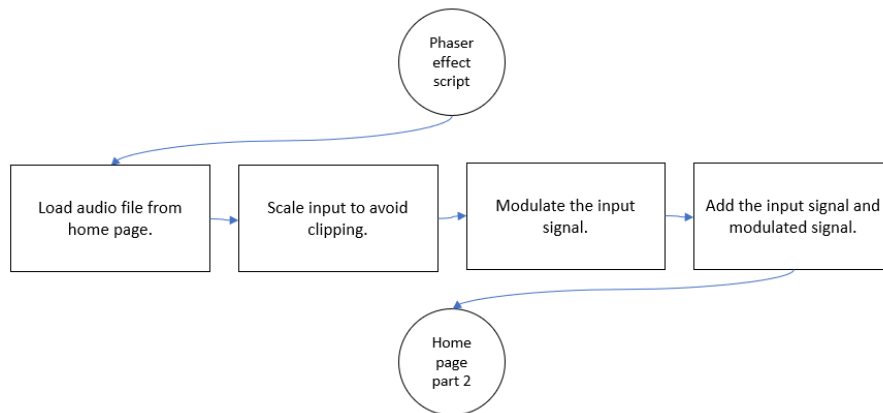 Phaser
effect
script
Load audio file from
home page.
Scale input to avoid
clipping.
Modulate the input
signal.
Add the input signal and
modulated signal.
Home
page
part 2